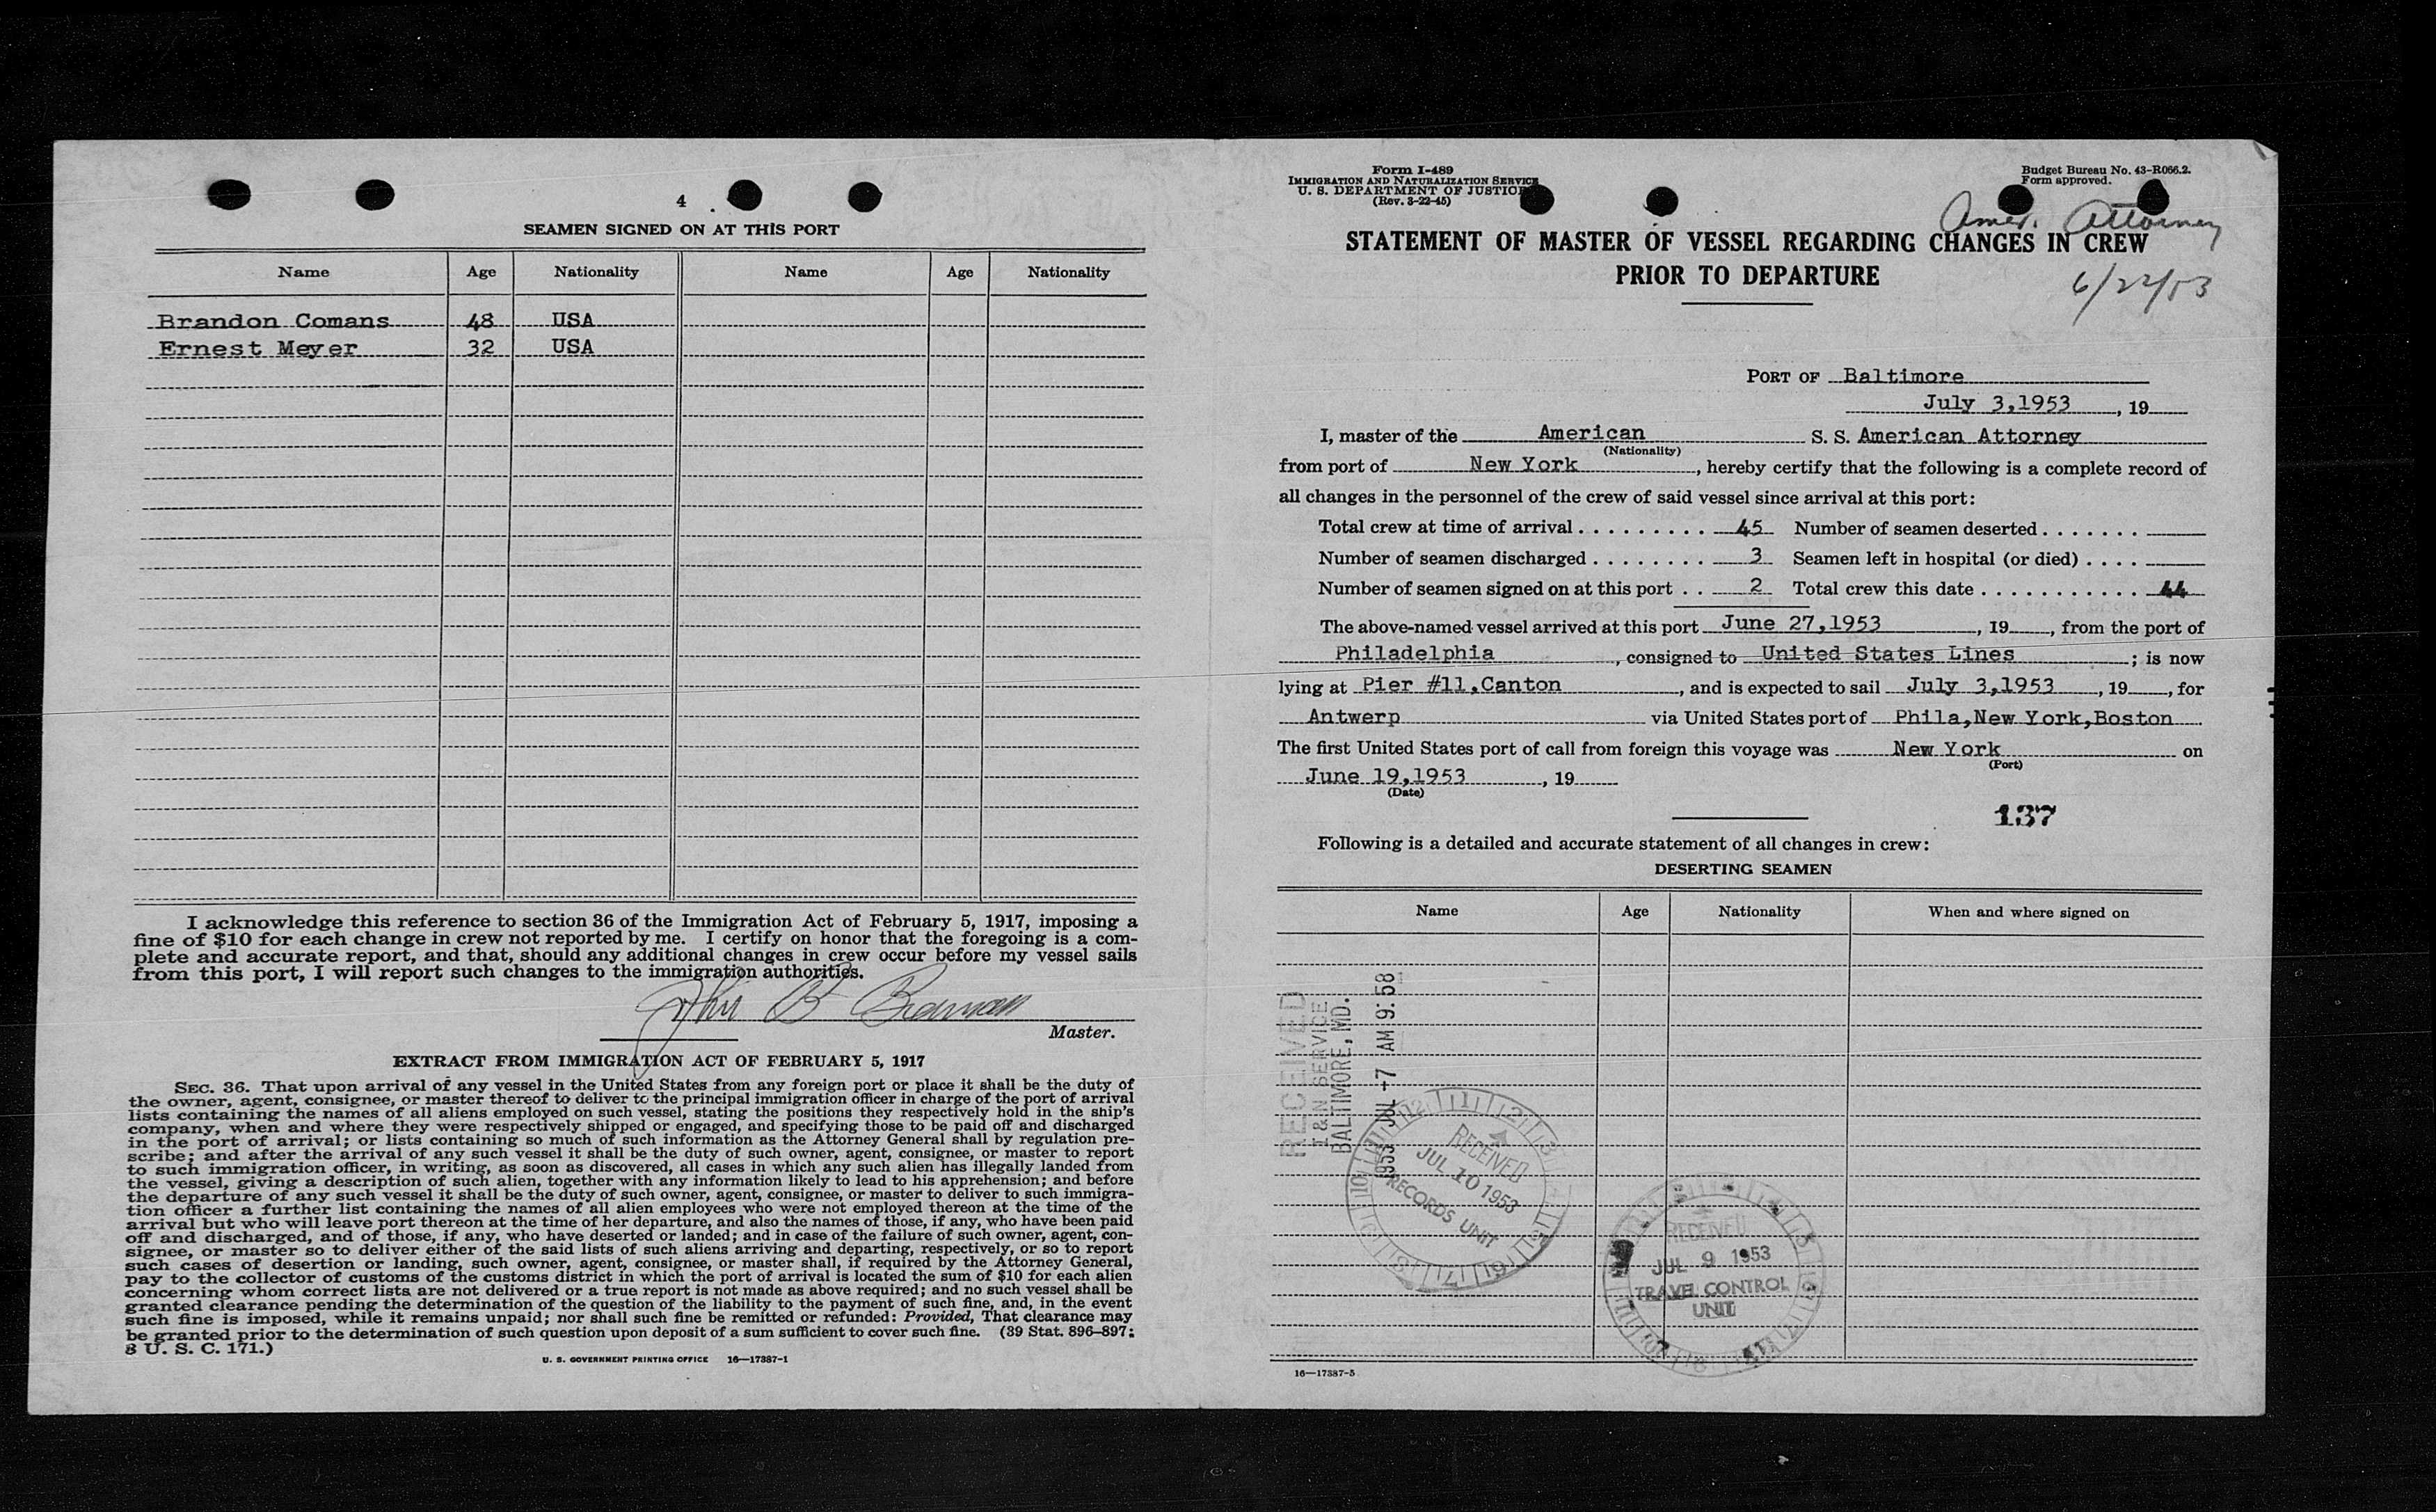 4
SEAMEN SIGNED ON AT THIS PORT
Name Age Nationality Name Age Nationality
Brandon Comans 48 USA
Ernest Meyer 32 USA
I acknowledge this reference to section 36 of the Immigration Act of February 5, 1917, imposing a
fine of $10 for each change in crew not reported by me. I certify on honor that the foregoing is a com-
plete and accurate report, and that, should any additional changes in crew occur before my vessel sails
from this port, I will report such changes to the immigration authorities.
B
Master.
EXTRACT FROM IMMIGRATION ACT OF FEBRUARY 5, 1917
SEC. 36. That upon arrival of any vessel in the United States from any foreign port or place it shall be the duty of
the owner, agent, consignee, or master thereof to deliver to the principal immigration officer in charge of the port of arrival
lists containing the names of all aliens employed on such vessel, stating the positions they respectively hold in the ship's
company, when and where they were respectively shipped or engaged, and specifying those to be paid off and discharged
in the port of arrival; or lists containing so much of such information as the Attorney General shall by regulation pre-
scribe; and after the arrival of any such vessel it shall be the duty of such owner, agent, consignee, or master to report
to such immigration officer, in writing, as soon as discovered, all cases in which any such alien has illegally landed from
the vessel, giving a description of such alien, together with any information likely to lead to his apprehension; and before
the departure of any such vessel it shall be the duty of such owner, agent, consignee, or master to deliver to such immigra-
tion officer a further list containing the names of all alien employees who were not employed thereon at the time of the
arrival but who will leave port thereon at the time of her departure, and also the names of those, if any, who have been paid
off and discharged, and of those, if any, who have deserted or landed; and in case of the failure of such owner, agent, con-
signee, or master so to deliver either of the said lists of such aliens arriving and departing, respectively, or so to report
such cases of desertion or landing, such owner, agent, consignee, or master shall, if required by the Attorney General,
pay to the collector of customs of the customs district in which the port of arrival is located the sum of $10 for each alien
concerning whom correct lists are not delivered or a true report is not made as above required; and no such vessel shall be
granted clearance pending the determination of the question of the liability to the payment of such fine, and, in the event
such fine is imposed, while it remains unpaid; nor shall such fine be remitted or refunded: Provided, That clearance may
be granted prior to the determination of such question upon deposit of a sum sufficient to cover such fine. (39 Stat. 896–897;
8 U. S. C. 171.)
U. S. GOVERNMENT PRINTING OFFICE 16—17387-1
Form I-489
IMMIGRATION AND NATURALIZATION SERVICE
U. S. DEPARTMENT OF JUSTICE
(Rev. 3-22-45)
Budget Bureau No. 43-R066.2.
Form approved.
Amer. Attorney
STATEMENT OF MASTER OF VESSEL REGARDING CHANGES IN CREW
PRIOR TO DEPARTURE
PORT OF Baltimore
July 3,1953, 19
I, master of the American S. S. American Attorney
(Nationality)
from port of New York, hereby certify that the following is a complete record of
all changes in the personnel of the crew of said vessel since arrival at this port:
Total crew at time of arrival . . . . . . . . . . 45 Number of seamen deserted . . . . . . .
Number of seamen discharged . . . . . . . . 3 Seamen left in hospital (or died) . . . .
Number of seamen signed on at this port . . 2 Total crew this date . . . . . . . . . . . . 44
The above-named vessel arrived at this port June 27,1953, 19, from the port of
Philadelphia, consigned to United States Lines; is now
lying at Pier #11,Canton, and is expected to sail July 3,1953, 19, for
Antwerp via United States port of Phila,New York,Boston
The first United States port of call from foreign this voyage was New York on
(Port)
June 19,1953, 19
(Date)
137
Following is a detailed and accurate statement of all changes in crew:
DESERTING SEAMEN
Name Age Nationality When and where signed on
RECEIVED
I & N SERVICE
BALTIMORE, MD.
1953 JUL -7 AM 9:58
RECEIVED
JUL 10 1953
RECORDS UNIT
RECEIVED
JUL 9 1953
TRAVEL CONTROL
UNIT
16—17387-5